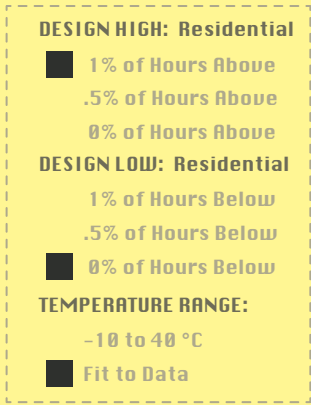 DESIGN HIGH: Residential
1% of Hours Above
.5% of Hours Above
0% of Hours Above
DESIGN LOW: Residential
1% of Hours Below
.5% of Hours Below
0% of Hours Below
TEMPERATURE RANGE:
-10 to 40 °C
Fit to Data